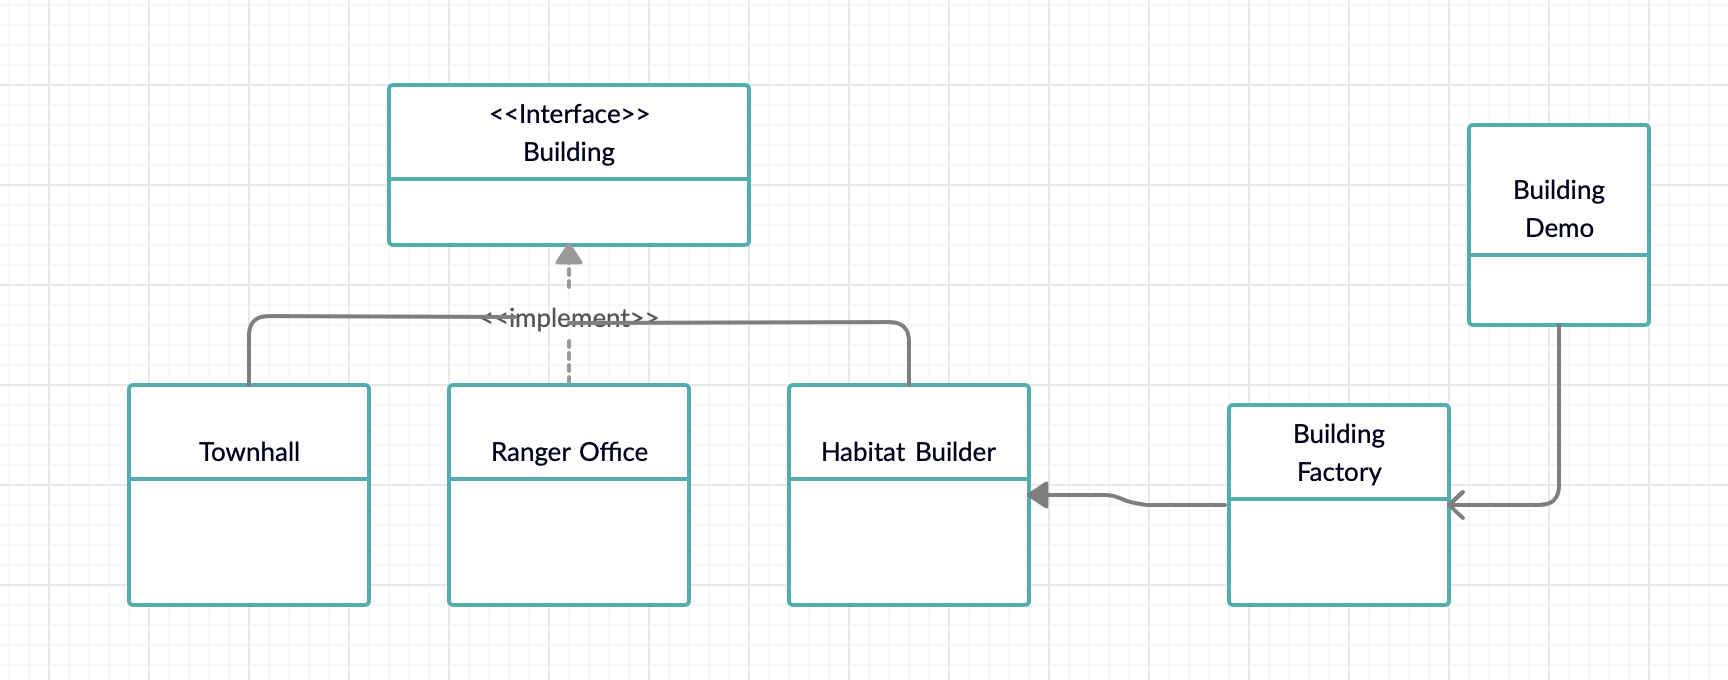 <<Interface>>
Building
Building
Demo
<<implement>>
Townhall
Ranger Office
Habitat Builder
Building
Factory